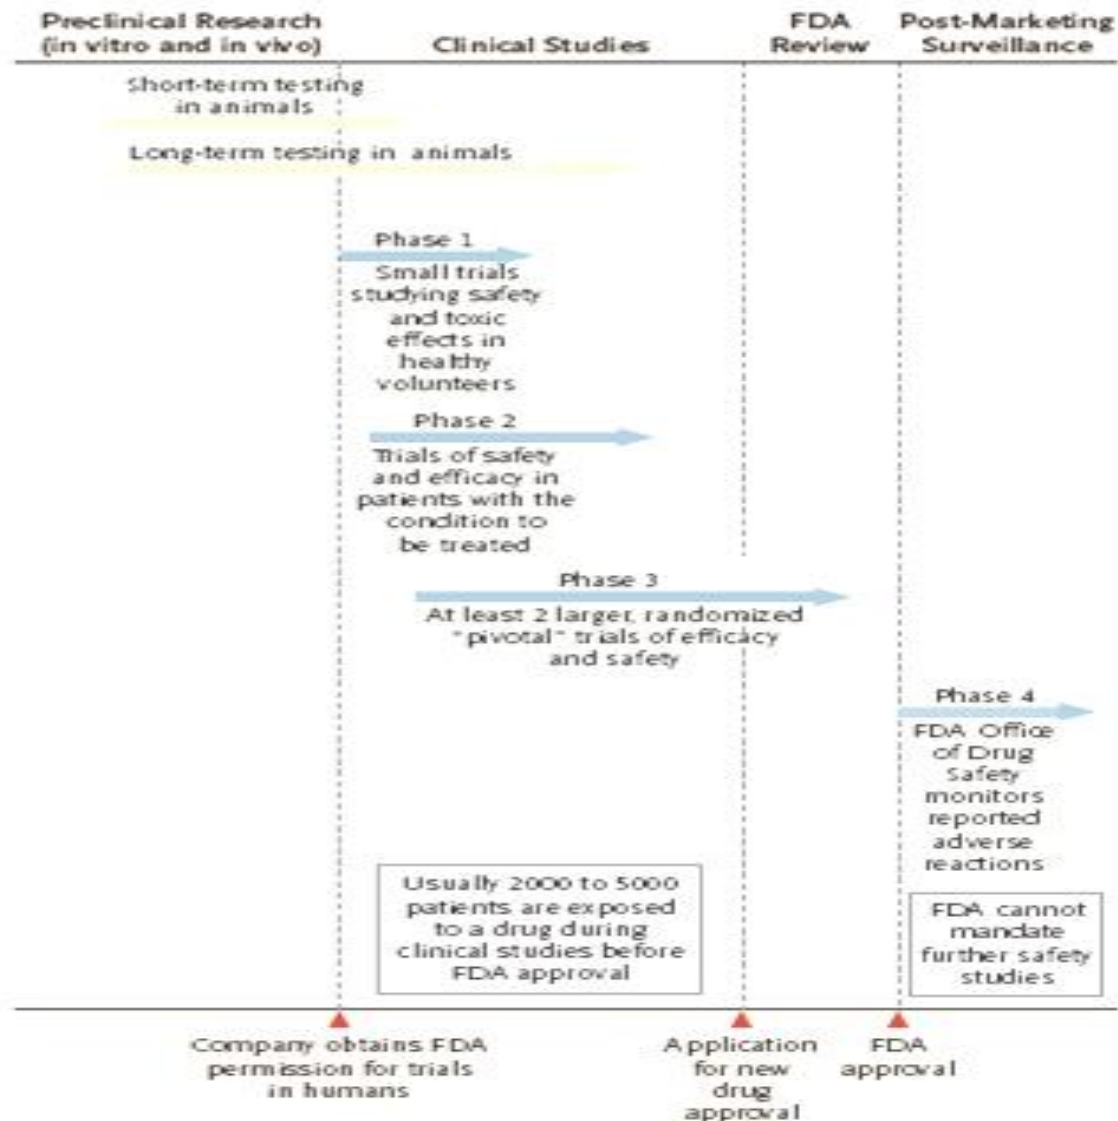 Preclinical Research
(in vitro and in vivo)
Clinical Studies
FDA
Review
Post-Marketing
Surveillance
Short-term testing
in animals
Long-term testing in animals
Phase 1
Small trials
studying safety
and toxic
effects in
healthy
volunteers
Phase 2
Trials of safety
and efficacy in
patients with the
condition to
be treated
Phase 3
At least 2 larger, randomized
"pivotal" trials of efficacy
and safety
Phase 4
FDA Office
of Drug
Safety
monitors
reported
adverse
reactions
Usually 2000 to 5000
patients are exposed
to a drug during
clinical studies before
FDA approval
FDA cannot
mandate
further safety
studies
Company obtains FDA
permission for trials
in humans
Application
for new
drug
approval
FDA
approval